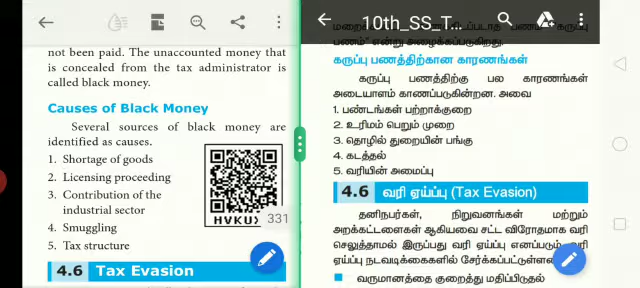 not been paid. The unaccounted money that
is concealed from the tax administrator is
called black money.
Causes of Black Money
Several sources of black money are
identified as causes.
1. Shortage of goods
2. Licensing proceeding
3. Contribution of the
industrial sector
4. Smuggling
5. Tax structure
HVKUX
331
4.6 Tax Evasion
10th_SS_T...
பணம்" என்று அழைக்கப்படுகிறது.
கருப்பு பணத்திற்கான காரணங்கள்
கருப்பு பணத்திற்கு பல காரணங்கள்
அடையாளம் காணப்படுகின்றன. அவை
1. பண்டங்கள் பற்றாக்குறை
2. உரிமம் பெறும் முறை
3. தொழில் துறையின் பங்கு
4. கடத்தல்
5. வரியின் அமைப்பு
4.6 வரி ஏய்ப்பு (Tax Evasion)
தனிநபர்கள், நிறுவனங்கள் மற்றும்
அறக்கட்டளைகள் ஆகியவை சட்ட விரோதமாக வரி
செலுத்தாமல் இருப்பது வரி ஏய்ப்பு எனப்படும். வரி
ஏய்ப்பு நடவடிக்கைகளில் சேர்க்கப்பட்டுள்ளன
வருமானத்தை குறைத்து மதிப்பிடுதல்